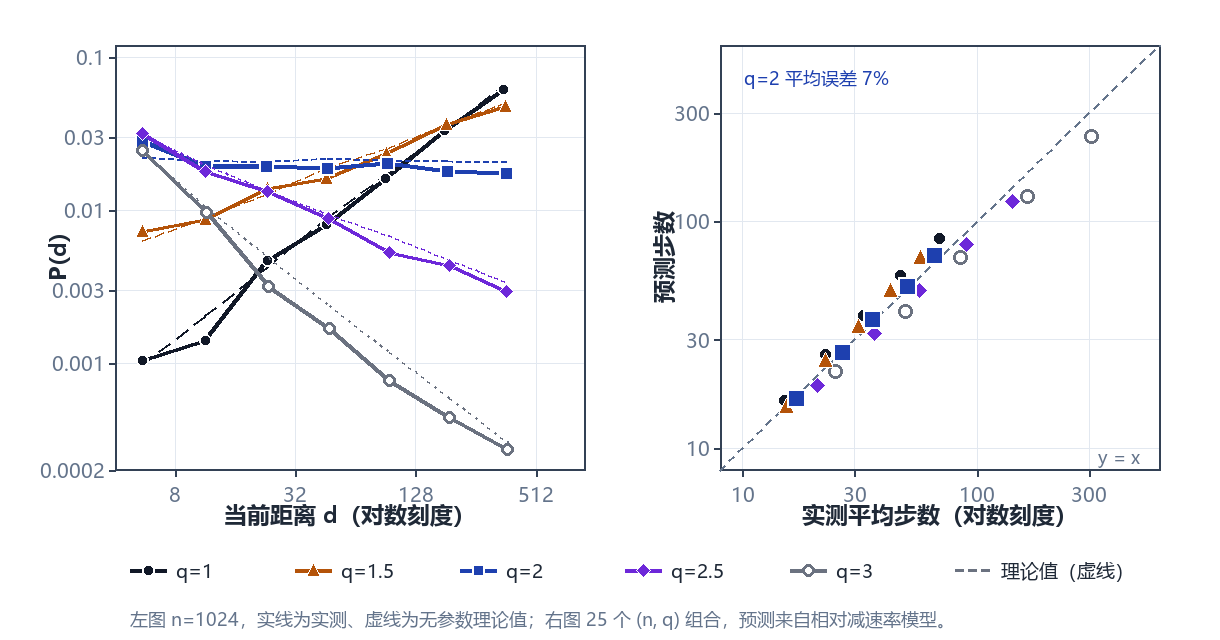 0.1
0.03
0.01
0.003
0.001
0.0002
P(d)
8 32 128 512
当前距离 d（对数刻度）
q=2 平均误差 7%
300
100
30
10
预测步数
y = x
10 30 100 300
实测平均步数（对数刻度）
q=1 q=1.5 q=2 q=2.5 q=3 理论值（虚线）
左图 n=1024，实线为实测、虚线为无参数理论值；右图 25 个 (n, q) 组合，预测来自相对减速率模型。